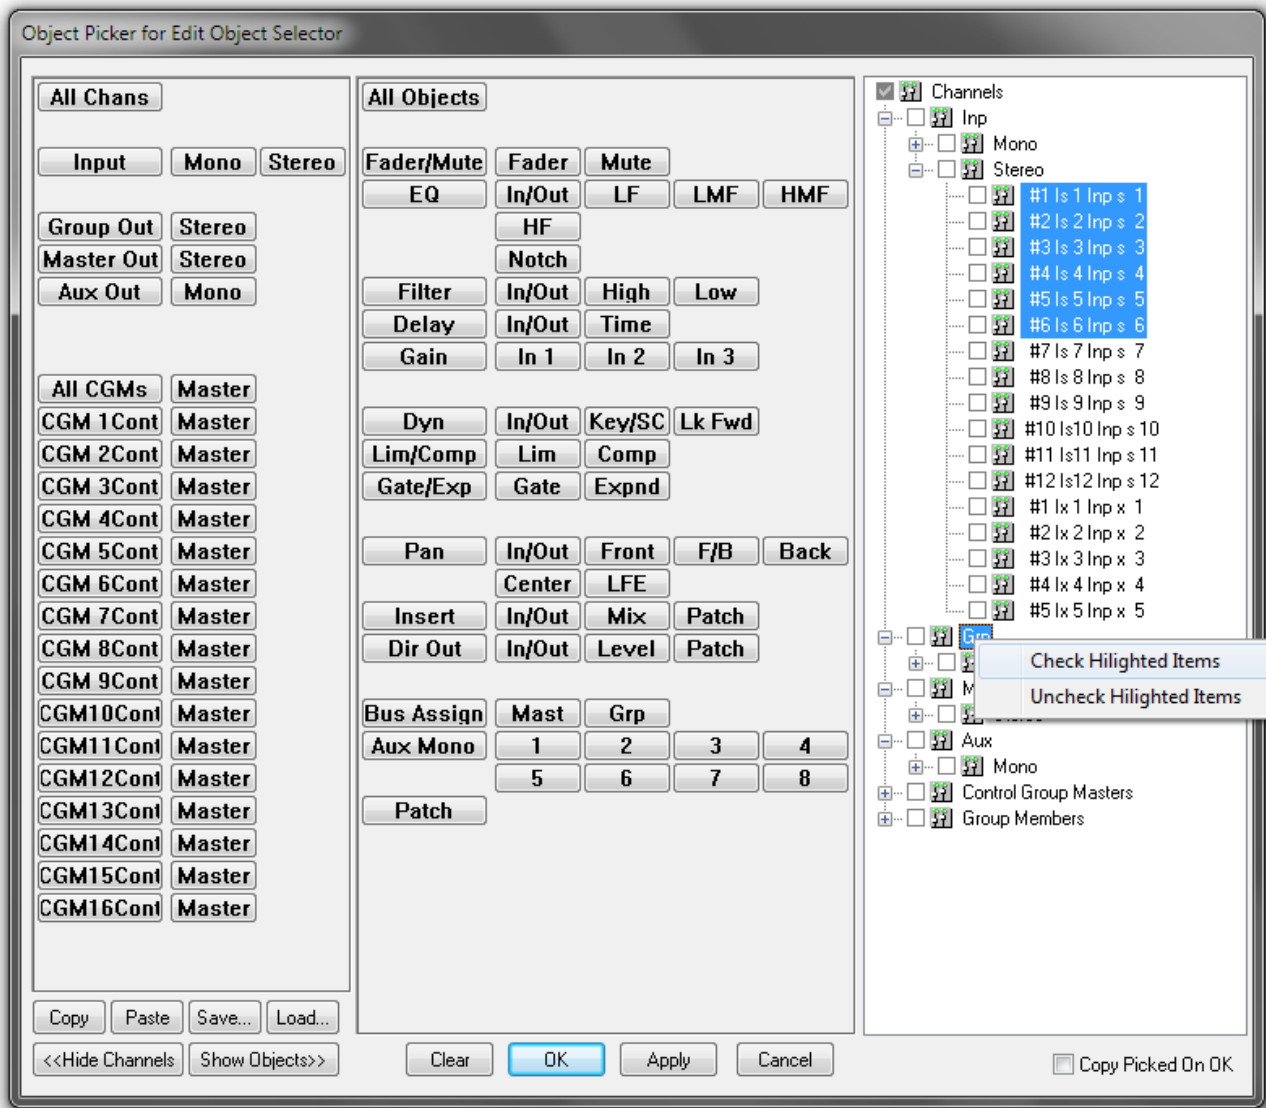 Object Picker for Edit Object Selector
All Chans
Input Mono Stereo
Group Out Stereo
Master Out Stereo
Aux Out Mono
All CGMs Master
CGM 1Cont Master
CGM 2Cont Master
CGM 3Cont Master
CGM 4Cont Master
CGM 5Cont Master
CGM 6Cont Master
CGM 7Cont Master
CGM 8Cont Master
CGM 9Cont Master
CGM10Cont Master
CGM11Cont Master
CGM12Cont Master
CGM13Cont Master
CGM14Cont Master
CGM15Cont Master
CGM16Cont Master
Copy Paste Save... Load...
<<Hide Channels Show Objects>>
All Objects
Fader/Mute Fader Mute
EQ In/Out LF LMF HMF
HF
Notch
Filter In/Out High Low
Delay In/Out Time
Gain In 1 In 2 In 3
Dyn In/Out Key/SC Lk Fwd
Lim/Comp Lim Comp
Gate/Exp Gate Expnd
Pan In/Out Front F/B Back
Center LFE
Insert In/Out Mix Patch
Dir Out In/Out Level Patch
Bus Assign Mast Grp
Aux Mono 1 2 3 4
5 6 7 8
Patch
Clear OK Apply Cancel
Channels
Inp
Mono
Stereo
#1 Is 1 Inp s 1
#2 Is 2 Inp s 2
#3 Is 3 Inp s 3
#4 Is 4 Inp s 4
#5 Is 5 Inp s 5
#6 Is 6 Inp s 6
#7 Is 7 Inp s 7
#8 Is 8 Inp s 8
#9 Is 9 Inp s 9
#10 Is10 Inp s 10
#11 Is11 Inp s 11
#12 Is12 Inp s 12
#1 Ix 1 Inp x 1
#2 Ix 2 Inp x 2
#3 Ix 3 Inp x 3
#4 Ix 4 Inp x 4
#5 Ix 5 Inp x 5
Grp
Check Hilighted Items
Uncheck Hilighted Items
M
Stereo
Aux
Mono
Control Group Masters
Group Members
Copy Picked On OK